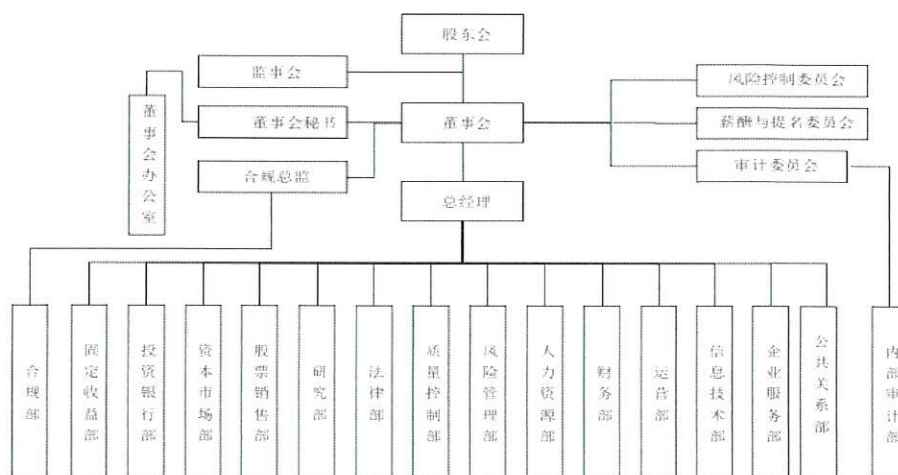 股东会
监事会
风险控制委员会
董事会办公室
董事会秘书
董事会
薪酬与提名委员会
合规总监
审计委员会
总经理
合规部
固定收益部
投资银行部
资本市场部
股票销售部
研究部
法律部
质量控制部
风险管理部
人力资源部
财务部
运营部
信息技术部
企业服务部
公共关系部
内部审计部